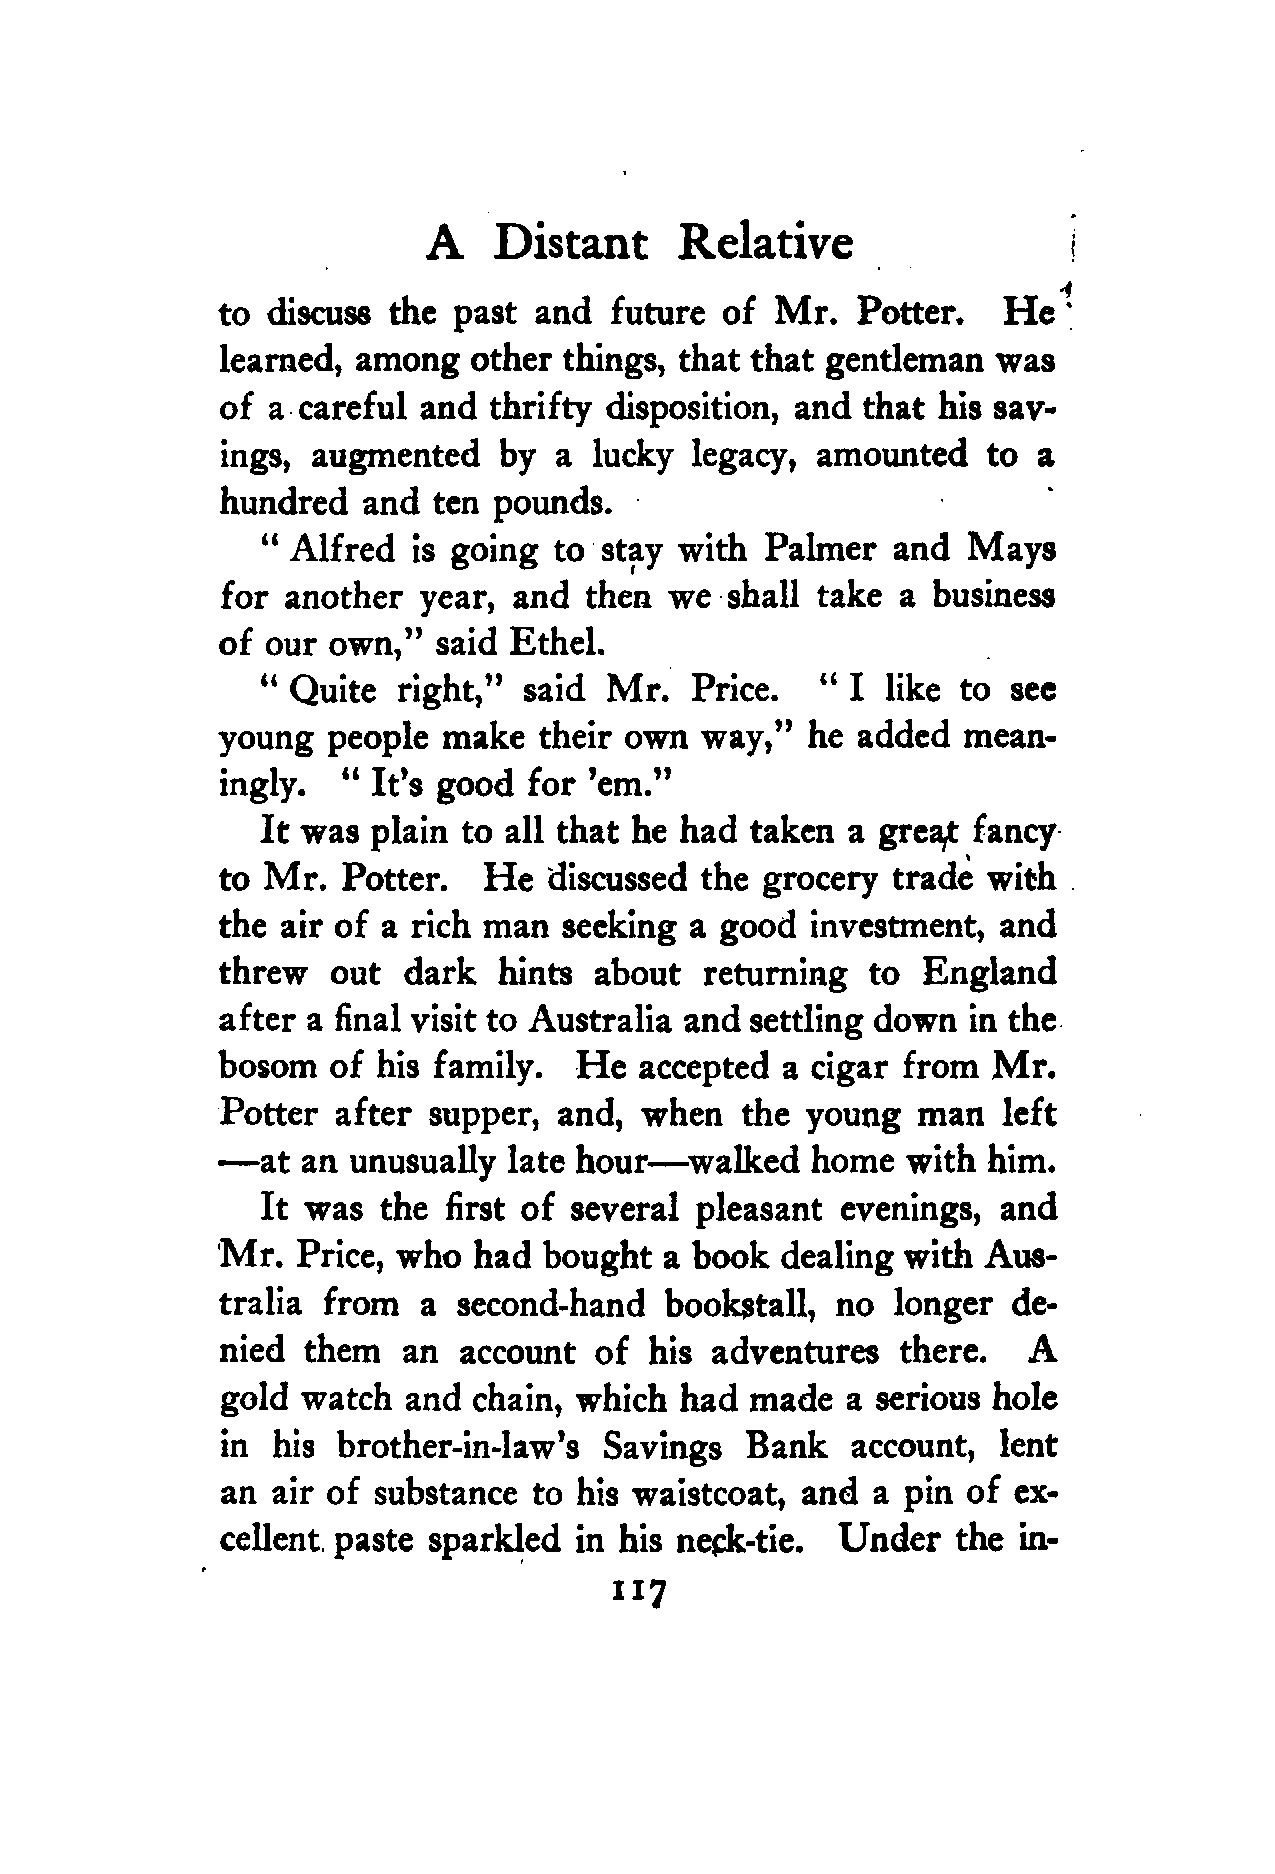 A Distant Relative
to discuss the past and future of Mr. Potter. He
learned, among other things, that that gentleman was
of a careful and thrifty disposition, and that his sav-
ings, augmented by a lucky legacy, amounted to a
hundred and ten pounds.
" Alfred is going to stay with Palmer and Mays
for another year, and then we shall take a business
of our own," said Ethel.
" Quite right," said Mr. Price. " I like to see
young people make their own way," he added mean-
ingly. " It's good for 'em."
It was plain to all that he had taken a great fancy
to Mr. Potter. He discussed the grocery trade with
the air of a rich man seeking a good investment, and
threw out dark hints about returning to England
after a final visit to Australia and settling down in the
bosom of his family. He accepted a cigar from Mr.
Potter after supper, and, when the young man left
—at an unusually late hour—walked home with him.
It was the first of several pleasant evenings, and
Mr. Price, who had bought a book dealing with Aus-
tralia from a second-hand bookstall, no longer de-
nied them an account of his adventures there. A
gold watch and chain, which had made a serious hole
in his brother-in-law's Savings Bank account, lent
an air of substance to his waistcoat, and a pin of ex-
cellent paste sparkled in his neck-tie. Under the in-
117